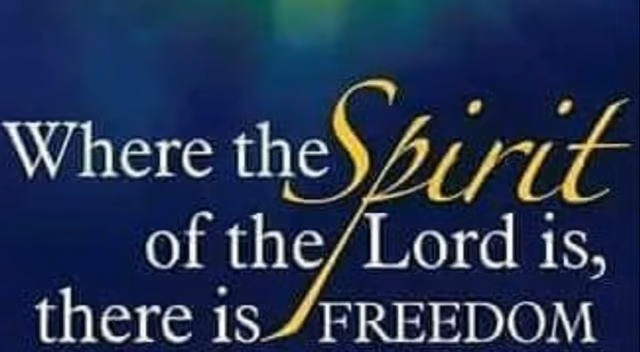 Where the Spirit
of the Lord is,
there is FREEDOM